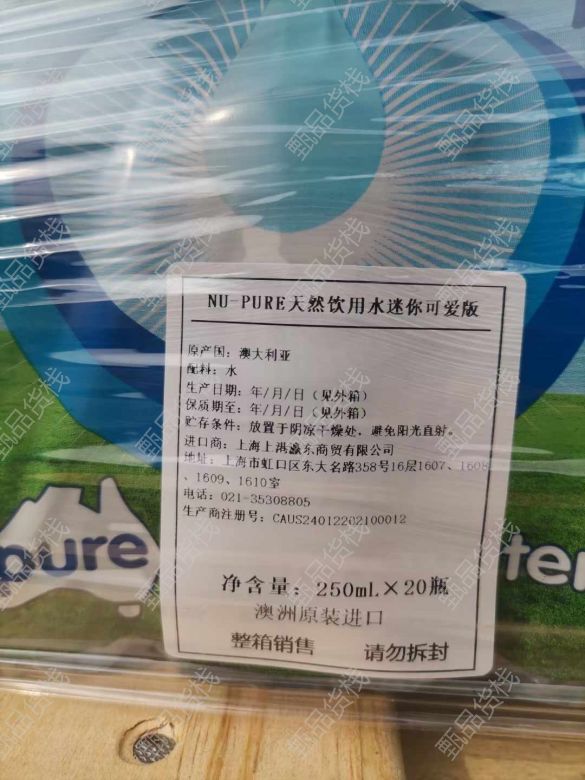 NU-PURE天然饮用水迷你可爱版
原产国：澳大利亚
配料：水
生产日期：年/月/日（见外箱）
保质期至：年/月/日（见外箱）
贮存条件：放置于阴凉干燥处，避免阳光直射。
进口商：上海上湛瀛东商贸有限公司
地址：上海市虹口区东大名路358号16层1607、1608
、1609、1610室
电话：021-35308805
生产商注册号：CAUS24012202100012
pure
ter
净含量：250mL×20瓶
澳洲原装进口
整箱销售 请勿拆封
甄品货栈